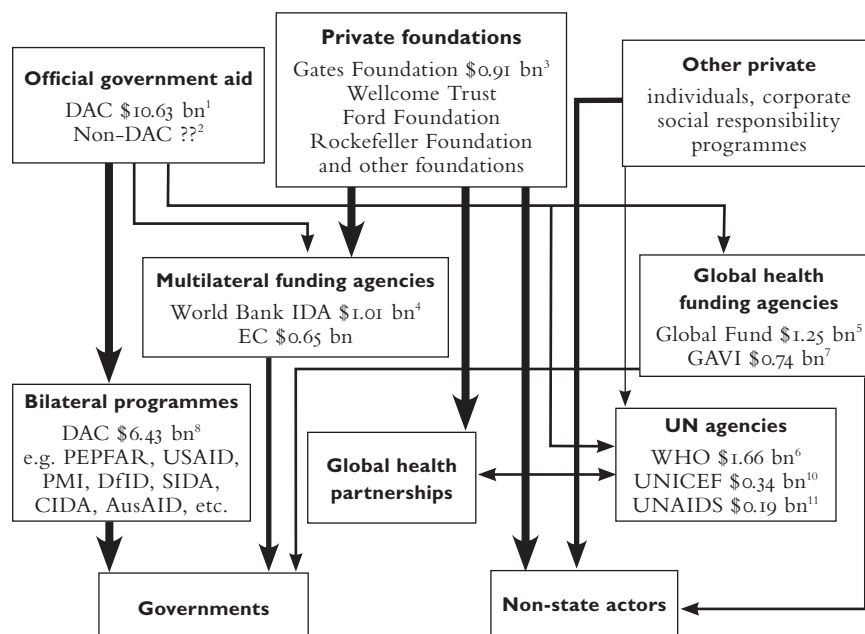 Official government aid
DAC $10.63 bn1
Non-DAC ??2
Private foundations
Gates Foundation $0.91 bn3
Wellcome Trust
Ford Foundation
Rockefeller Foundation
and other foundations
Other private
individuals, corporate
social responsibility
programmes
Multilateral funding agencies
World Bank IDA $1.01 bn4
EC $0.65 bn
Global health
funding agencies
Global Fund $1.25 bn5
GAVI $0.74 bn7
Bilateral programmes
DAC $6.43 bn8
e.g. PEPFAR, USAID,
PMI, DfID, SIDA,
CIDA, AusAID, etc.
Global health
partnerships
UN agencies
WHO $1.66 bn6
UNICEF $0.34 bn10
UNAIDS $0.19 bn11
Governments
Non-state actors